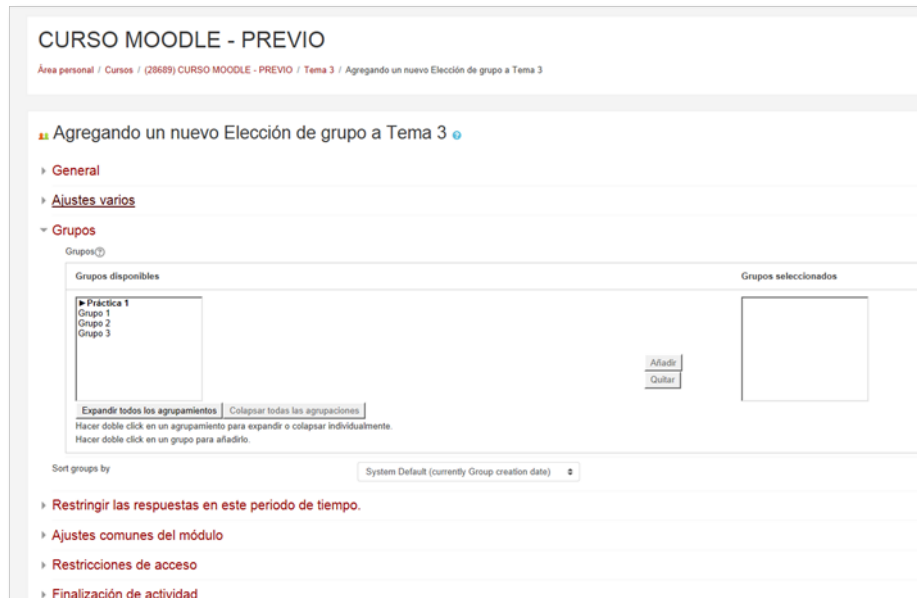 CURSO MOODLE - PREVIO
Área personal / Cursos / (28689) CURSO MOODLE - PREVIO / Tema 3 / Agregando un nuevo Elección de grupo a Tema 3
Agregando un nuevo Elección de grupo a Tema 3
General
Ajustes varios
Grupos
Grupos
Grupos disponibles
Grupos seleccionados
Práctica 1
Grupo 1
Grupo 2
Grupo 3
Añadir
Quitar
Expandir todos los agrupamientos
Colapsar todas las agrupaciones
Hacer doble click en un agrupamiento para expandir o colapsar individualmente.
Hacer doble click en un grupo para añadirlo.
Sort groups by
System Default (currently Group creation date)
Restringir las respuestas en este periodo de tiempo.
Ajustes comunes del módulo
Restricciones de acceso
Finalización de actividad